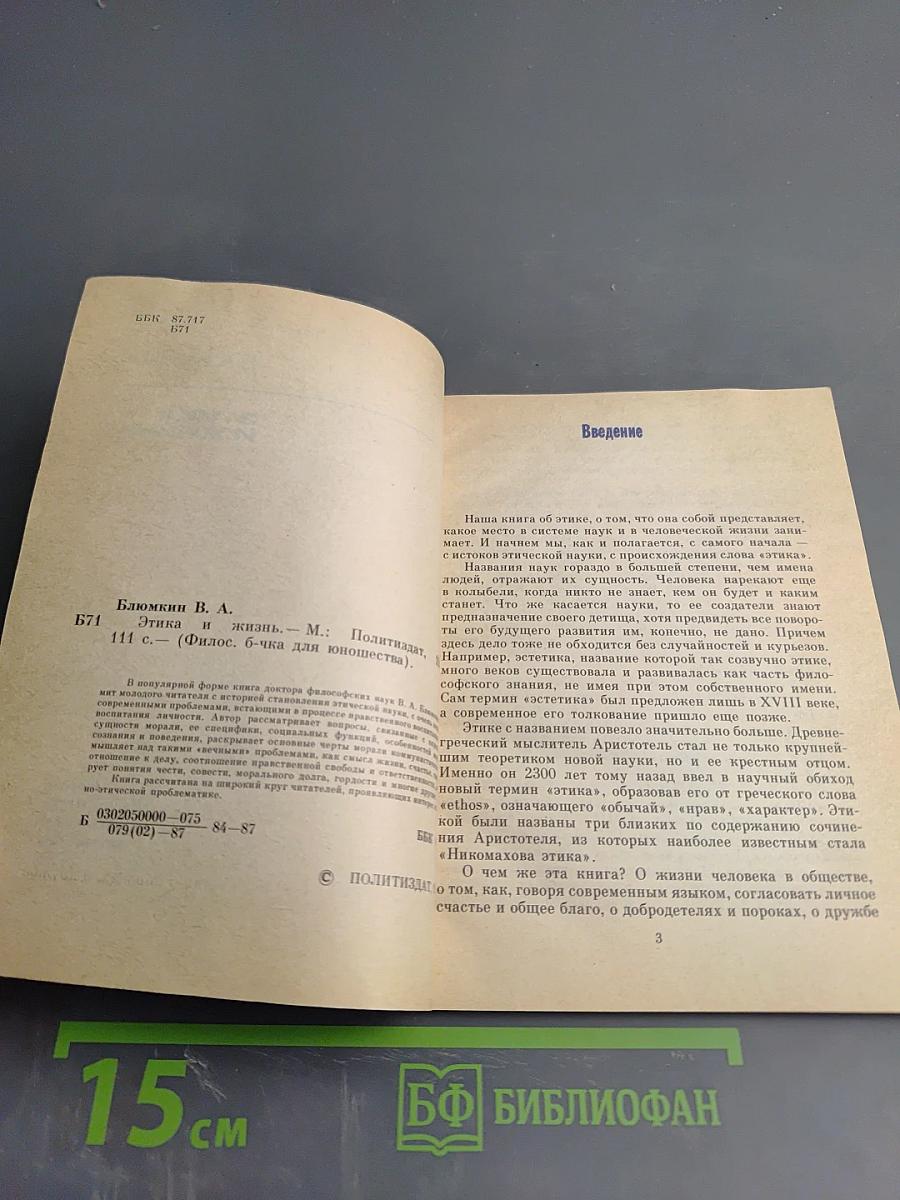 ББК 87.717
Б71
Блюмкин В. А.
Б71 Этика и жизнь.— М.: Политиздат,
111 с.— (Филос. б-чка для юношества).
В популярной форме книга доктора философских наук В. А.
мит молодого читателя с историей становления этической науки, с
современными проблемами, встающими в процессе нравственного
воспитания личности. Автор рассматривает вопросы, связанные с
сущности морали, ее специфики, социальных функций,
сознания и поведения, раскрывает основные черты морали
мышляет над такими «вечными» проблемами, как смысл жизни,
отношение к делу, соотношение нравственной свободы и
рует понятия чести, совести, морального долга, гордости и многие
Книга рассчитана на широкий круг читателей, проявляющих
но-этической проблематике.
Б 0302050000—075 84—87
079(02)—87
ББК
© ПОЛИТИЗДАТ
Введение
Наша книга об этике, о том, что она собой представляет,
какое место в системе наук и в человеческой жизни зани-
мает. И начнем мы, как и полагается, с самого начала —
с истоков этической науки, с происхождения слова «этика».
Названия наук гораздо в большей степени, чем имена
людей, отражают их сущность. Человека нарекают еще
в колыбели, когда никто не знает, кем он будет и каким
станет. Что же касается науки, то ее создатели знают
предназначение своего детища, хотя предвидеть все поворо-
ты его будущего развития им, конечно, не дано. Причем
здесь дело тоже не обходится без случайностей и курьезов.
Например, эстетика, название которой так созвучно этике,
много веков существовала и развивалась как часть фило-
софского знания, не имея при этом собственного имени.
Сам термин «эстетика» был предложен лишь в XVIII веке,
а современное его толкование пришло еще позже.
Этике с названием повезло значительно больше. Древне-
греческий мыслитель Аристотель стал не только крупней-
шим теоретиком новой науки, но и ее крестным отцом.
Именно он 2300 лет тому назад ввел в научный обиход
новый термин «этика», образовав его от греческого слова
«ethos», означающего «обычай», «нрав», «характер». Эти-
кой были названы три близких по содержанию сочине-
ния Аристотеля, из которых наиболее известным стала
«Никомахова этика».
О чем же эта книга? О жизни человека в обществе,
о том, как, говоря современным языком, согласовать личное
счастье и общее благо, о добродетелях и пороках, о дружбе
3
15 см
БФ БИБЛИОФАН